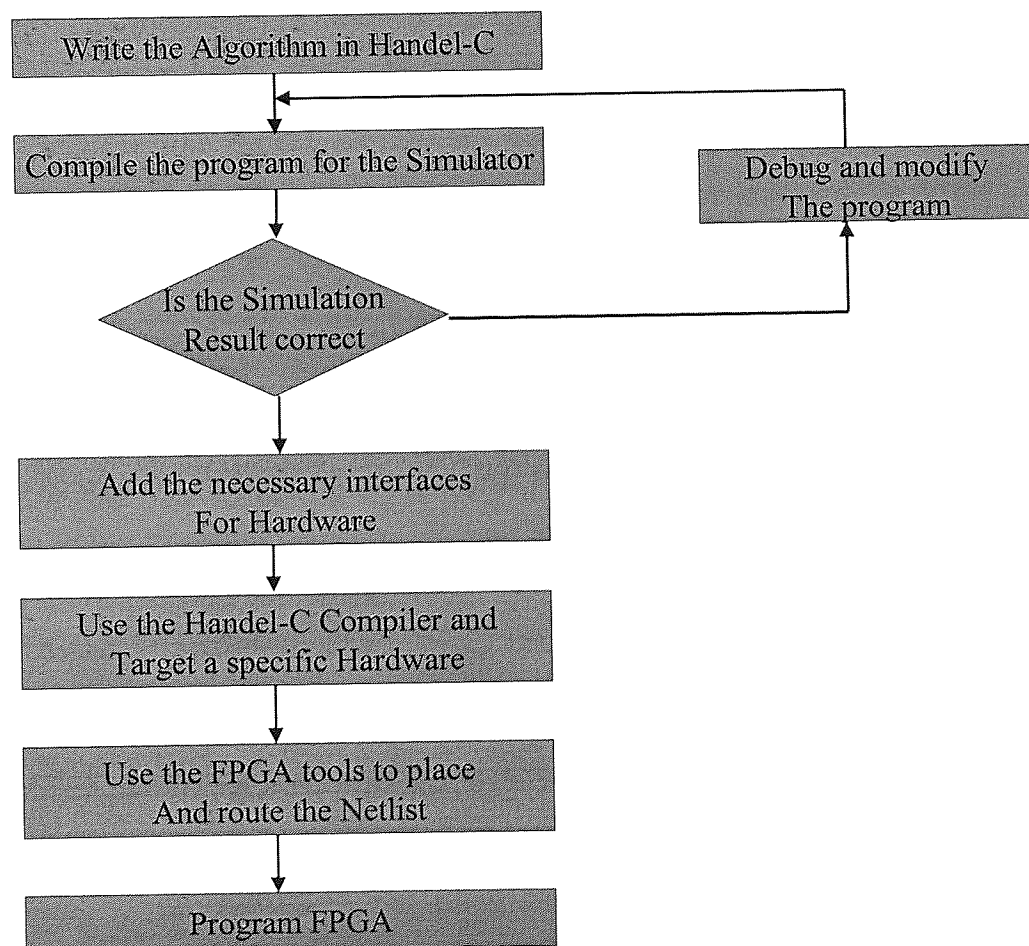 Write the Algorithm in Handel-C
Compile the program for the Simulator
Debug and modify
The program
Is the Simulation
Result correct
Add the necessary interfaces
For Hardware
Use the Handel-C Compiler and
Target a specific Hardware
Use the FPGA tools to place
And route the Netlist
Program FPGA